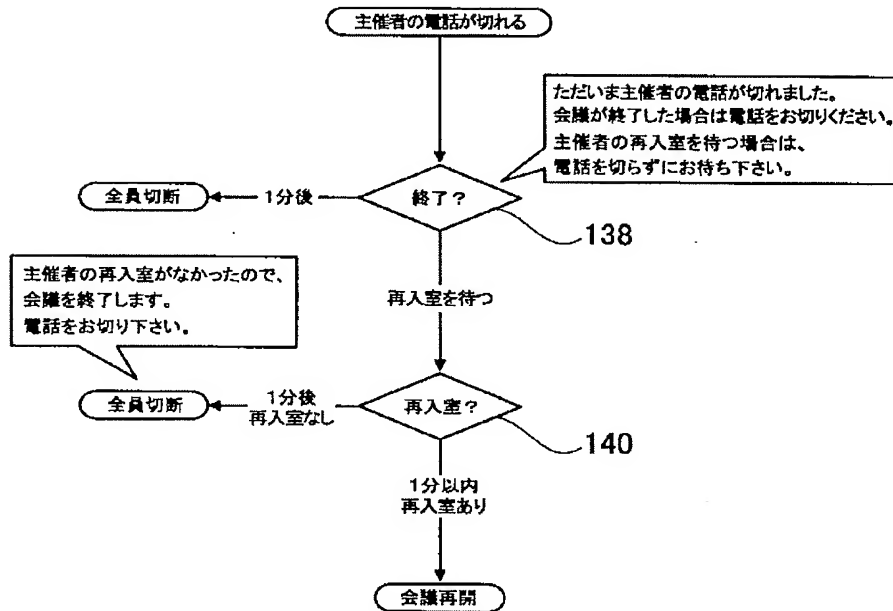 主催者の電話が切れる
ただいま主催者の電話が切れました。
会議が終了した場合は電話をお切りください。
主催者の再入室を待つ場合は、
電話を切らずにお待ち下さい。
全員切断
1分後
終了?
138
主催者の再入室がなかったので、
会議を終了します。
電話をお切り下さい。
再入室を待つ
全員切断
1分後
再入室なし
再入室?
140
1分以内
再入室あり
会議再開